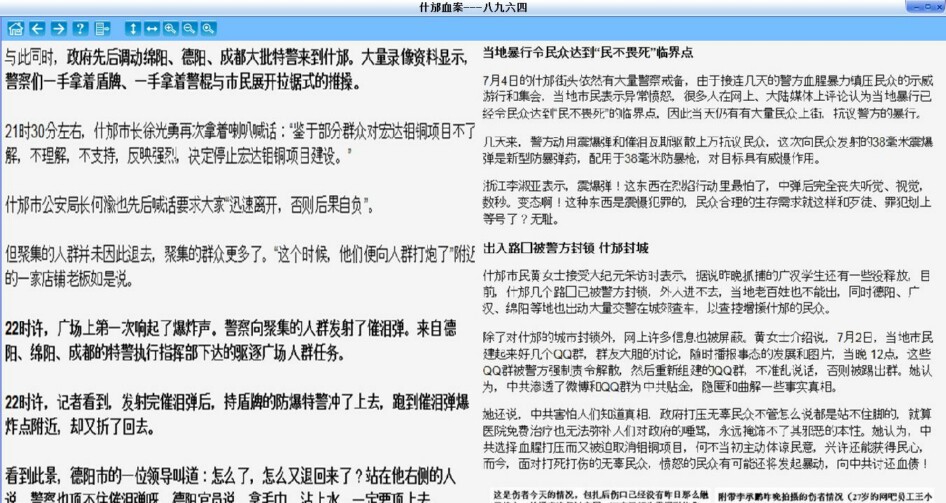 什邡血案---八九六四
与此同时，政府先后调动绵阳、德阳、成都大批特警来到什邡。大量录像资料显示，
警察们一手拿着盾牌、一手拿着警棍与市民展开拉锯式的推搡。
21时30分左右，什邡市长徐光勇再次拿着喇叭喊话：“鉴于部分群众对宏达钼铜项目不了
解，不理解，不支持，反映强烈，决定停止宏达钼铜项目建设。”
什邡市公安局长何瀹也先后喊话要求大家“迅速离开，否则后果自负”。
但聚集的人群并未因此退去，聚集的群众更多了。“这个时候，他们便向人群打炮了”附近
的一家店铺老板如是说。
22时许，广场上第一次响起了爆炸声。警察向聚集的人群发射了催泪弹。来自德
阳、绵阳、成都的特警执行指挥部下达的驱逐广场人群任务。
22时许，记者看到，发射完催泪弹后，持盾牌的防爆特警冲了上去，跑到催泪弹爆
炸点附近，却又折了回去。
看到此景，德阳市的一位领导叫道：怎么了，怎么又退回来了？站在他右侧的人
说，警察也顶不住催泪弹呀，德阳官员说，拿毛巾，沾上水，一定要顶上去
当地暴行令民众达到“民不畏死”临界点
7月4日的什邡街头依然有大量警察戒备，由于接连几天的警方血腥暴力镇压民众的示威
游行和集会，当地市民表示异常愤怒，很多人在网上、大陆媒体上评论认为当地暴行已
经令民众达到“民不畏死”的临界点，因此当天仍有有大量民众上街，抗议警方的暴行。
几天来，警方动用震爆弹和催泪瓦斯驱散上万抗议民众，这次向民众发射的38毫米震爆
弹是新型防暴弹药，配用于38毫米防暴枪，对目标具有威慑作用。
浙江李淑亚表示，震爆弹！这东西在烈焰行动里最怕了，中弹后完全丧失听觉、视觉，
数秒。变态啊！这种东西是震慑犯罪的，民众合理的生存需求就这样和歹徒、罪犯划上
等号了？无耻。
出入路□被警方封锁 什邡封城
什邡市民黄女士接受大纪元采访时表示，据说昨晚抓捕的广汉学生还有一些没释放，目
前，什邡几个路□已被警方封锁，外人进不去，当地老百姓也不能出，同时德阳、广
汉、绵阳等地也出动大量交警在城郊查车，以查控增援什邡的民众。
除了对什邡的城市封锁外，网上许多信息也被屏蔽。黄女士介绍说，7月2日，当地市民
建起来好几个QQ群，群友大胆的讨论，随时播报事态的发展和图片，当晚 12点，这些
QQ群被警方强制责令解散，然后重新组建的QQ群，不准乱说话，否则被踢出群。她认
为，中共渗透了微博和QQ群为中共贴金，隐匿和曲解一些事实真相。
她还说，中共害怕人们知道真相，政府打压无辜民众不管怎么说都是站不住脚的，就算
医院免费治疗也无法弥补人们对政府的唾骂，永远掩饰不了其邪恶的本性。她认为，中
共选择血腥打压而又被迫取消钼铜项目，何不当初主动体谅民意，兴许还能获得民心，
而今，面对打死打伤的无辜民众，愤怒的民众有可能还将发起暴动，向中共讨还血债！
这是伤者今天的情况，包扎后伤口已经没有昨日那么触
附带李承鹏昨晚拍摄的伤者情况（27岁的网吧员工王小